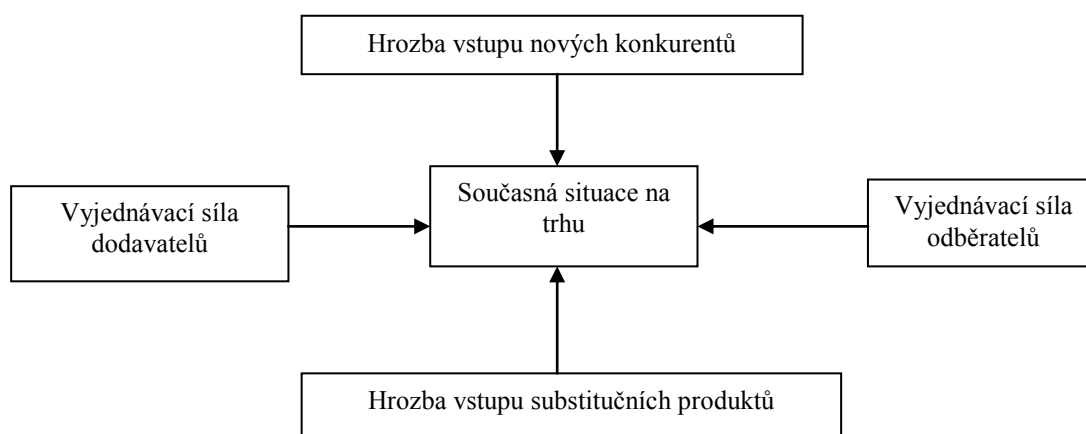 Hrozba vstupu nových konkurentů
Současná situace na
trhu
Vyjednávací síla
dodavatelů
Vyjednávací síla
odběratelů
Hrozba vstupu substitučních produktů